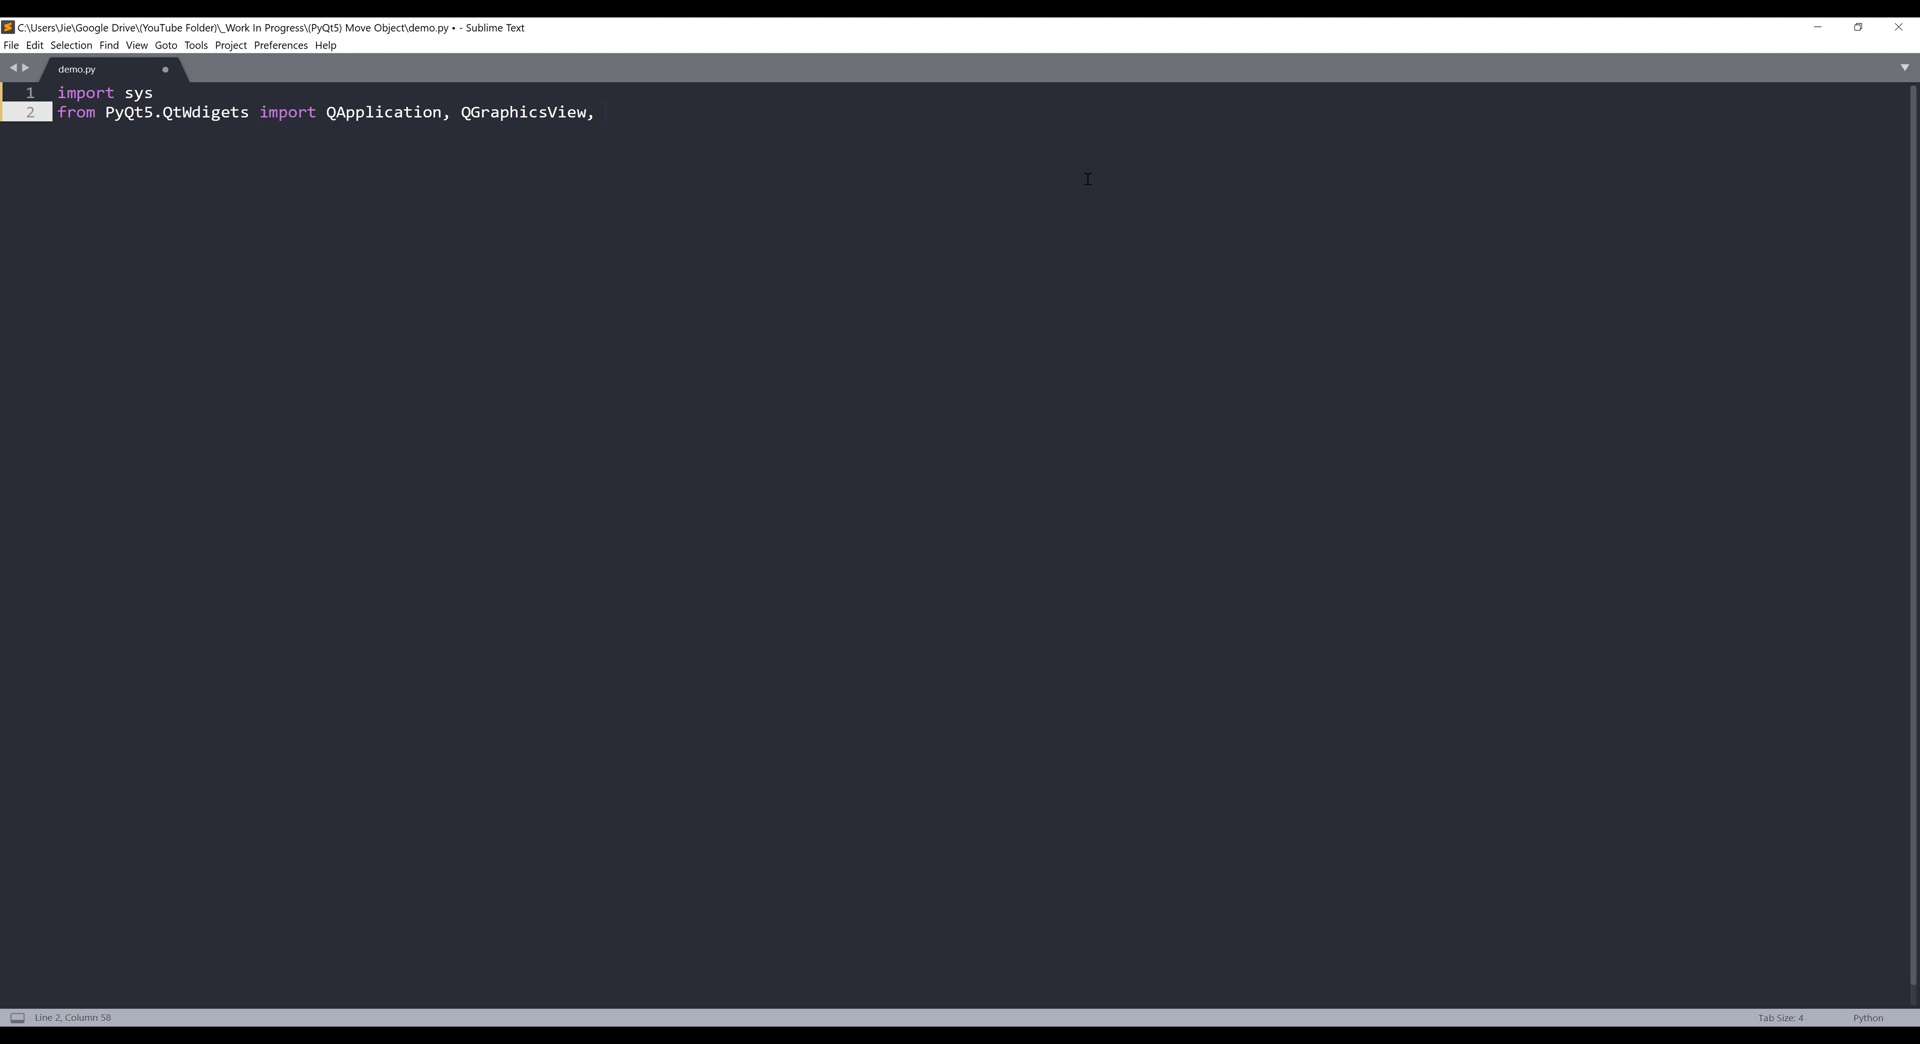 C:\Users\Jie\Google Drive\(YouTube Folder)\_Work In Progress\(PyQt5) Move Object\demo.py • - Sublime Text
File Edit Selection Find View Goto Tools Project Preferences Help
demo.py
1 import sys
2 from PyQt5.QtWdigets import QApplication, QGraphicsView,
Line 2, Column 58 Tab Size: 4 Python